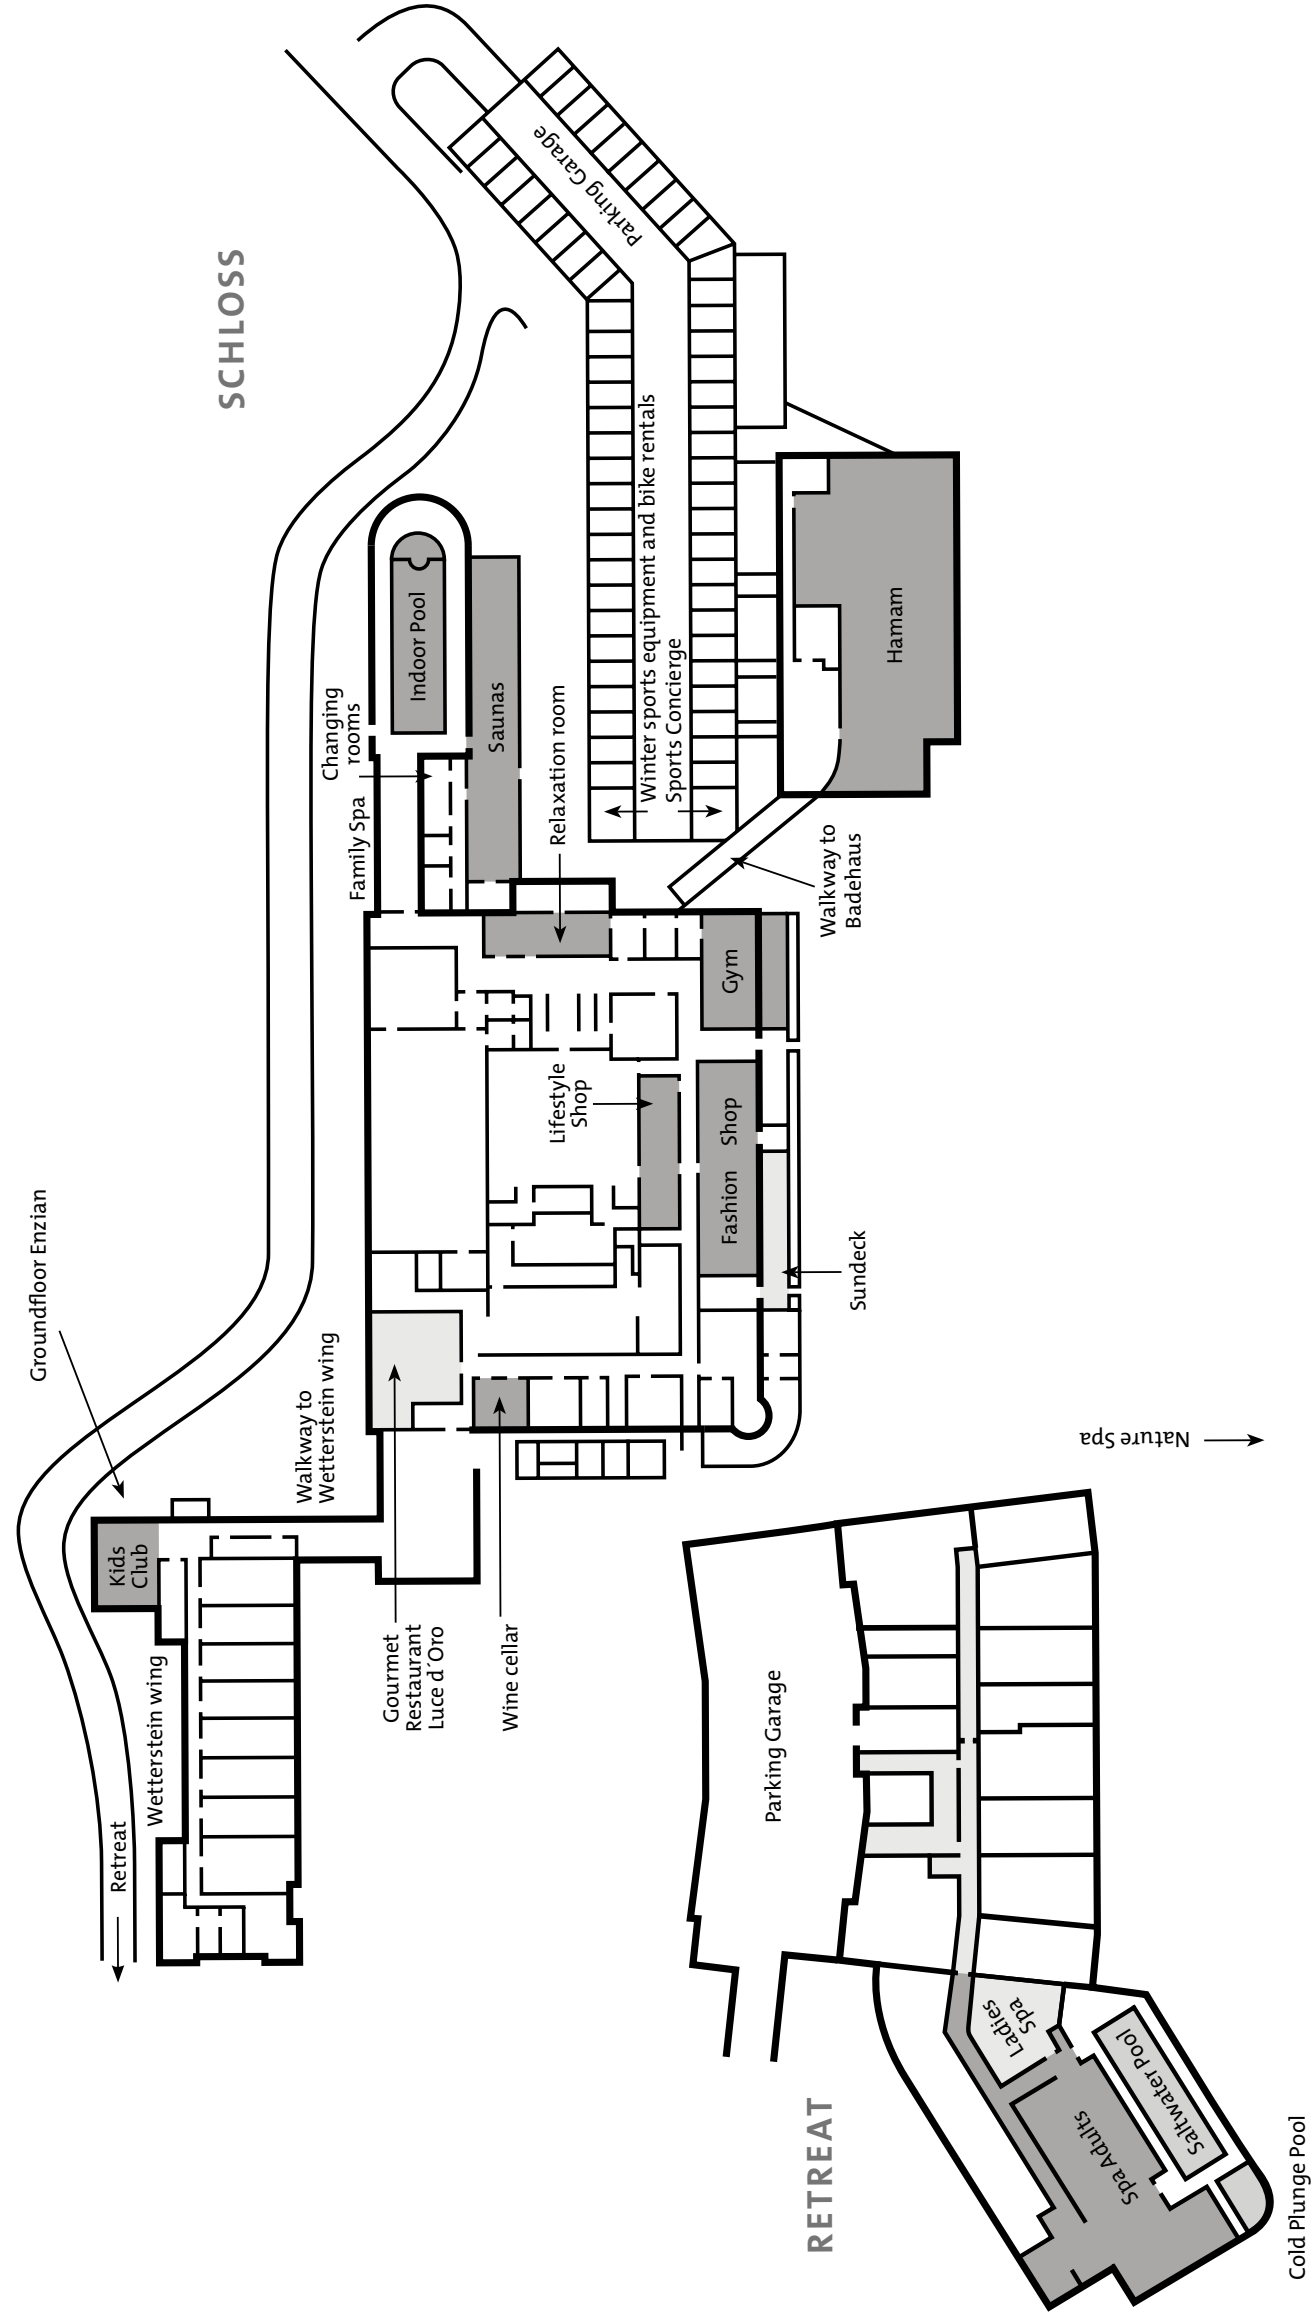 SCHLOSS
Parking Garage
Winter sports equipment and bike rentals
Sports Concierge
Hamam
Indoor Pool
Saunas
Changing
rooms
Family Spa
Relaxation room
Walkway to
Badehaus
Gym
Lifestyle
Shop
Fashion Shop
Sundeck
Groundfloor Enzian
Walkway to
Wetterstein wing
Kids
Club
Gourmet
Restaurant
Luce d´Oro
Wine cellar
Wetterstein wing
Retreat
Nature Spa
Parking Garage
RETREAT
Ladies
Spa
Saltwater Pool
Spa Adults
Cold Plunge Pool